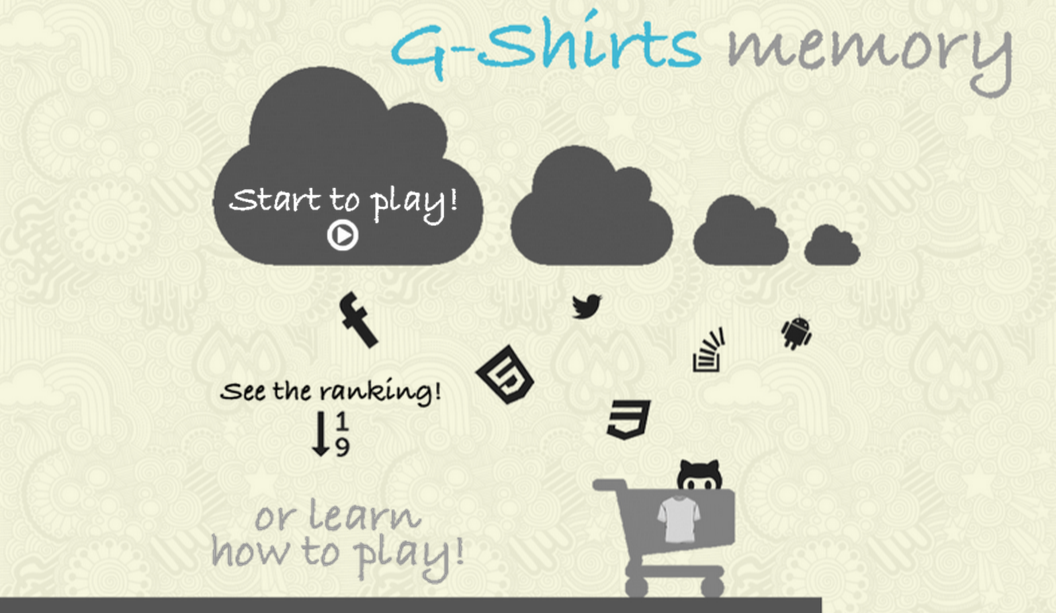 G-Shirts memory
Start to play!
See the ranking!
1
9
or learn
how to play!